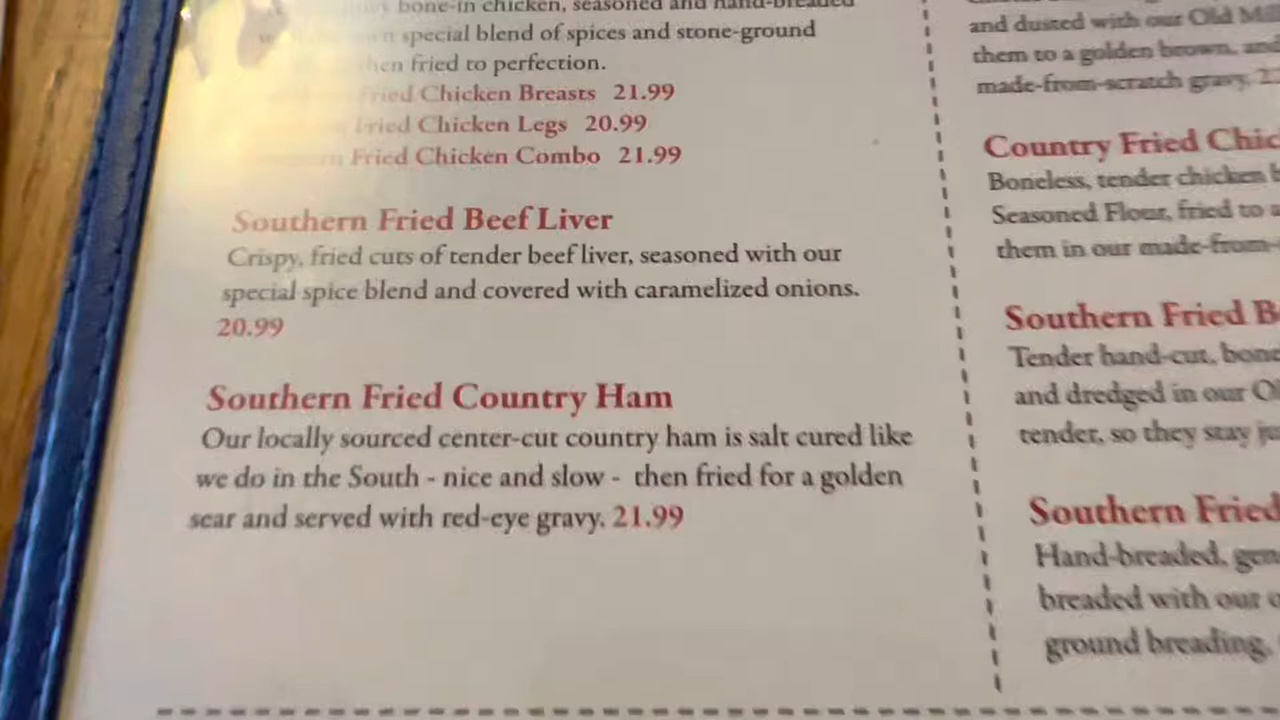 bone-in chicken, seasoned and hand-breaded
special blend of spices and stone-ground
then fried to perfection.
Fried Chicken Breasts 21.99
Fried Chicken Legs 20.99
Fried Chicken Combo 21.99
Southern Fried Beef Liver
Crispy, fried cuts of tender beef liver, seasoned with our
special spice blend and covered with caramelized onions.
20.99
Southern Fried Country Ham
Our locally sourced center-cut country ham is salt cured like
we do in the South - nice and slow - then fried for a golden
sear and served with red-eye gravy. 21.99
and dusted with our Old
them to a golden brown, and
made-from-scratch gravy.
Country Fried
Boneless, tender chicken
Seasoned Flour, fried to
them in our made-from-
Southern Fried
Tender hand-cut,
and dredged in our
tender, so they stay
Southern Fried
Hand-breaded,
breaded with our
ground breading,